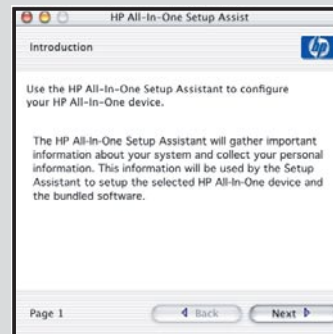 HP All-In-One Setup Assist
Introduction
hp
Use the HP All-In-One Setup Assistant to configure
your HP All-In-One device.
The HP All-In-One Setup Assistant will gather important
information about your system and collect your personal
information. This information will be used by the Setup
Assistant to setup the selected HP All-In-One device and
the bundled software.
Page 1
Back
Next